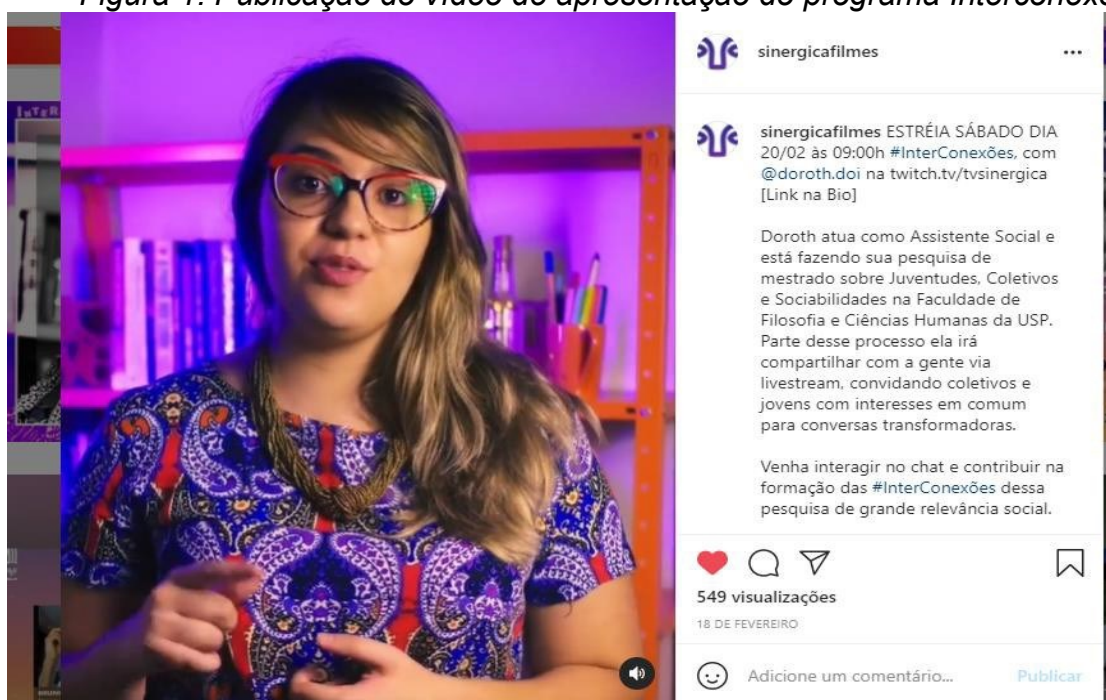 Figura 1. Publicação do vídeo de apresentação do programa Interconexõ
sinergicafilmes
sinergicafilmes ESTRÉIA SÁBADO DIA
20/02 às 09:00h #InterConexões, com
@doroth.doi na twitch.tv/tvsinergica
[Link na Bio]
Doroth atua como Assistente Social e
está fazendo sua pesquisa de
mestrado sobre Juventudes, Coletivos
e Sociabilidades na Faculdade de
Filosofia e Ciências Humanas da USP.
Parte desse processo ela irá
compartilhar com a gente via
livestream, convidando coletivos e
jovens com interesses em comum
para conversas transformadoras.
Venha interagir no chat e contribuir na
formação das #InterConexões dessa
pesquisa de grande relevância social.
549 visualizações
18 DE FEVEREIRO
Adicione um comentário...
Publicar
INTER